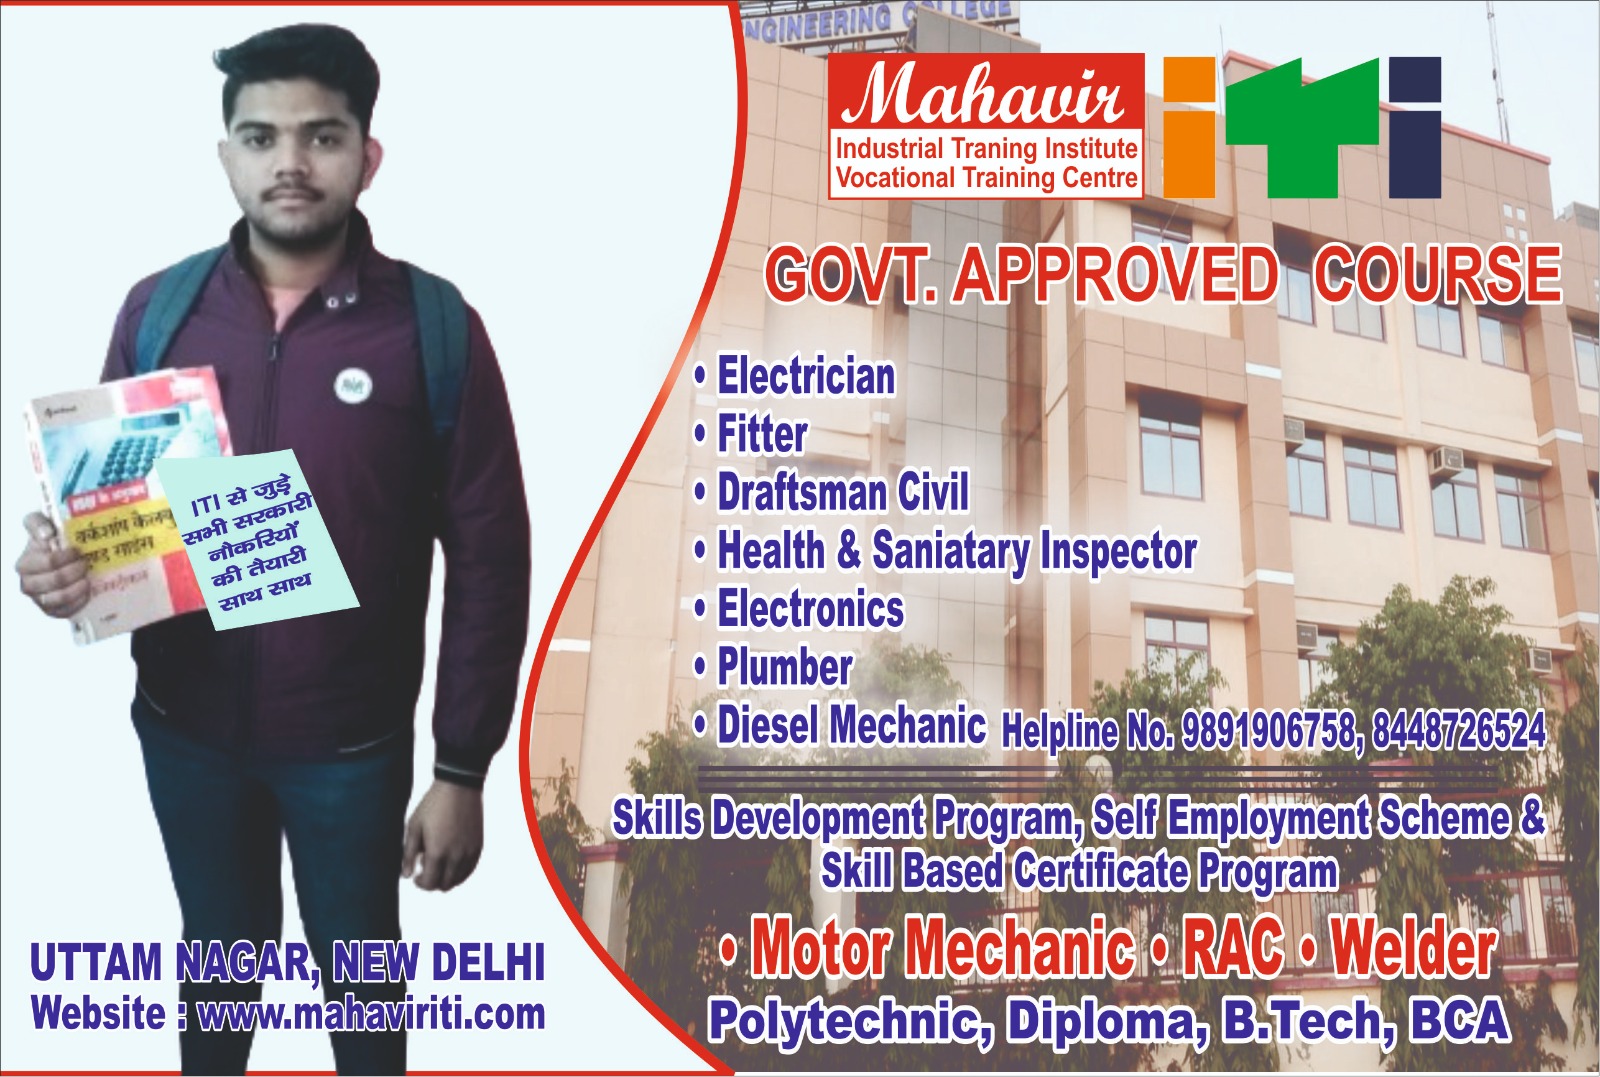 NGINEERING COLLEGE
Mahavir
Industrial Traning Institute
Vocational Training Centre
iTi
GOVT. APPROVED COURSE
• Electrician
• Fitter
• Draftsman Civil
• Health & Saniatary Inspector
• Electronics
• Plumber
• Diesel Mechanic
Helpline No. 9891906758, 8448726524
Skills Development Program, Self Employment Scheme &
Skill Based Certificate Program
• Motor Mechanic • RAC • Welder
Polytechnic, Diploma, B.Tech, BCA
ITI से जुड़े
सभी सरकारी
नौकरियों
की तैयारी
साथ साथ
वर्कशॉप
UTTAM NAGAR, NEW DELHI
Website : www.mahaviriti.com